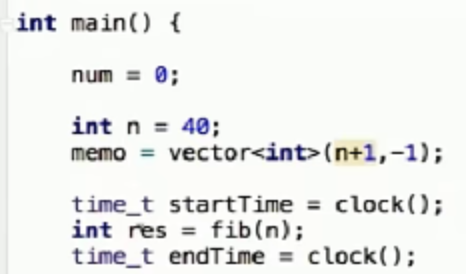 int main() {
num = 0;
int n = 40;
memo = vector<int>(n+1,-1);
time_t startTime = clock();
int res = fib(n);
time_t endTime = clock();